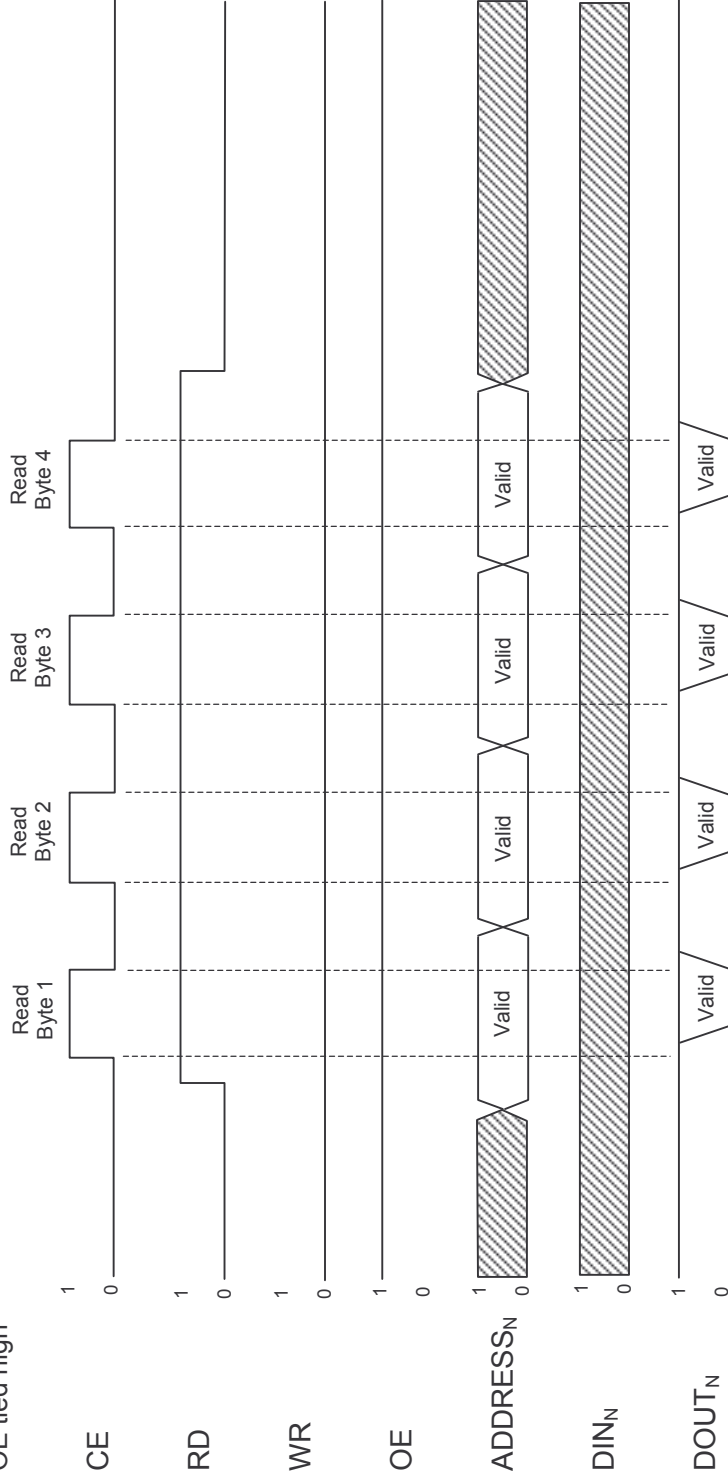 OE tied high
Read
Byte 1
Read
Byte 2
Read
Byte 3
Read
Byte 4
CE
1
0
RD
1
0
WR
1
0
OE
1
0
ADDRESSN
1
0
Valid
Valid
Valid
Valid
DINN
1
0
DOUTN
1
0
Valid
Valid
Valid
Valid